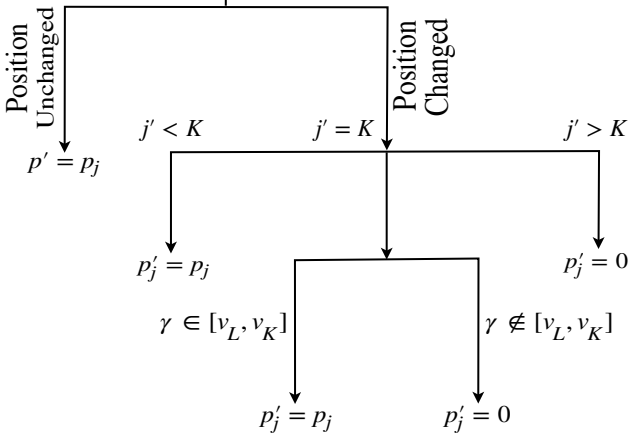 Position
Unchanged
Position
Changed
j′ < K
j′ = K
j′ > K
p′ = p_j
p′_j = p_j
p′_j = 0
γ ∈ [v_L, v_K]
γ ∉ [v_L, v_K]
p′_j = p_j
p′_j = 0